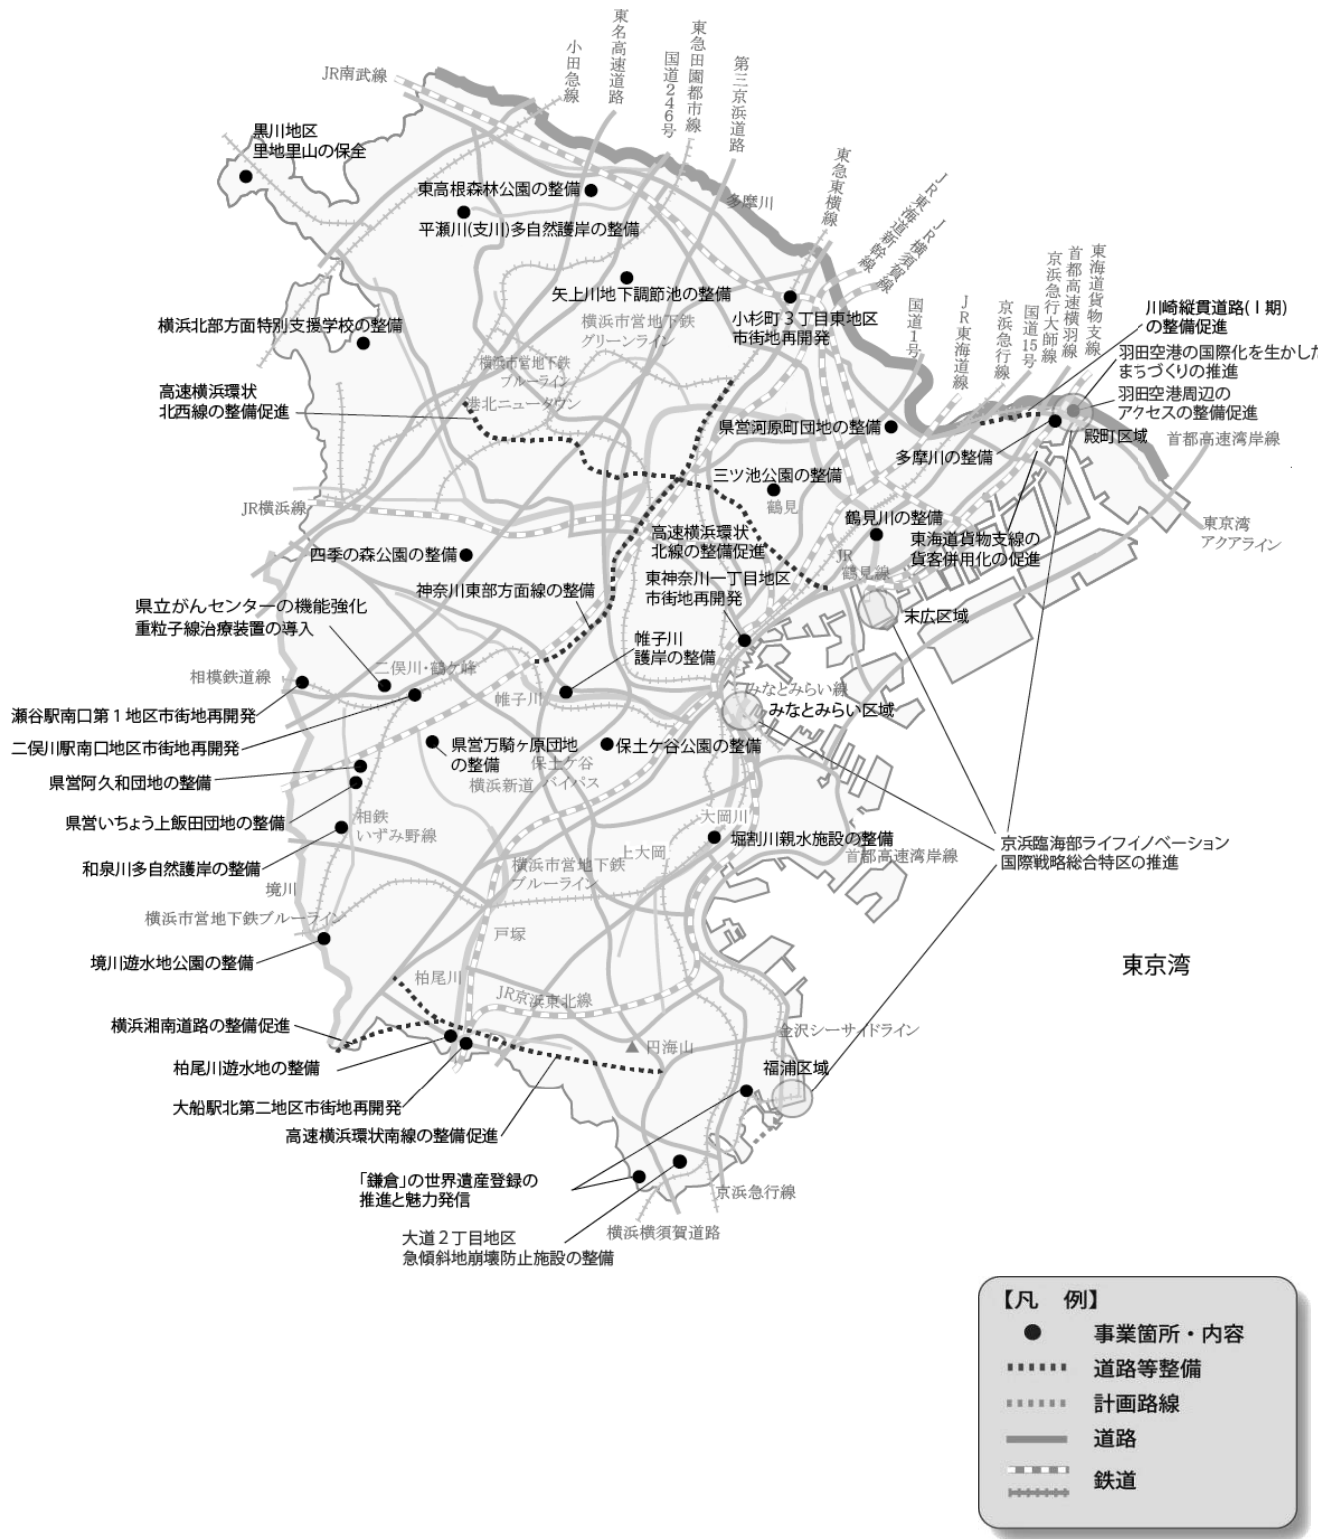 JR南武線
小田急線
東名高速道路
国道246号
東急田園都市線
第三京浜道路
多摩川
東急東横線
JR東海道新幹線
JR横須賀線
国道1号
JR東海道線
京浜急行線
国道15号
京浜急行大師線
首都高速横羽線
東海道貨物支線
黒川地区
里地里山の保全
東高根森林公園の整備
平瀬川(支川)多自然護岸の整備
矢上川地下調節池の整備
横浜市営地下鉄
グリーンライン
小杉町3丁目東地区
市街地再開発
川崎縦貫道路(Ⅰ期)
の整備促進
羽田空港の国際化を生かした
まちづくりの推進
羽田空港周辺の
アクセスの整備促進
殿町区域
首都高速湾岸線
横浜北部方面特別支援学校の整備
横浜市営地下鉄
ブルーライン
港北ニュータウン
高速横浜環状
北西線の整備促進
県営河原町団地の整備
多摩川の整備
三ツ池公園の整備
鶴見
JR横浜線
鶴見川の整備
東海道貨物支線の
貨客併用化の促進
東京湾
アクアライン
高速横浜環状
北線の整備促進
JR
鶴見線
四季の森公園の整備
神奈川東部方面線の整備
東神奈川一丁目地区
市街地再開発
末広区域
県立がんセンターの機能強化
重粒子線治療装置の導入
帷子川
護岸の整備
相模鉄道線
二俣川・鶴ケ峰
帷子川
みなとみらい線
みなとみらい区域
瀬谷駅南口第1地区市街地再開発
二俣川駅南口地区市街地再開発
県営万騎ヶ原団地
の整備
保土ケ谷公園の整備
保土ケ谷
バイパス
横浜新道
県営阿久和団地の整備
県営いちょう上飯田団地の整備
相鉄
いずみ野線
和泉川多自然護岸の整備
大岡川
堀割川親水施設の整備
上大岡
首都高速湾岸線
京浜臨海部ライフイノベーション
国際戦略総合特区の推進
横浜市営地下鉄
ブルーライン
境川
横浜市営地下鉄ブルーライン
戸塚
境川遊水地公園の整備
東京湾
柏尾川
JR京浜東北線
横浜湘南道路の整備促進
金沢シーサイドライン
円海山
柏尾川遊水地の整備
福浦区域
大船駅北第二地区市街地再開発
高速横浜環状南線の整備促進
「鎌倉」の世界遺産登録の
推進と魅力発信
京浜急行線
横浜横須賀道路
大道2丁目地区
急傾斜地崩壊防止施設の整備
【凡 例】
事業箇所・内容
道路等整備
計画路線
道路
鉄道